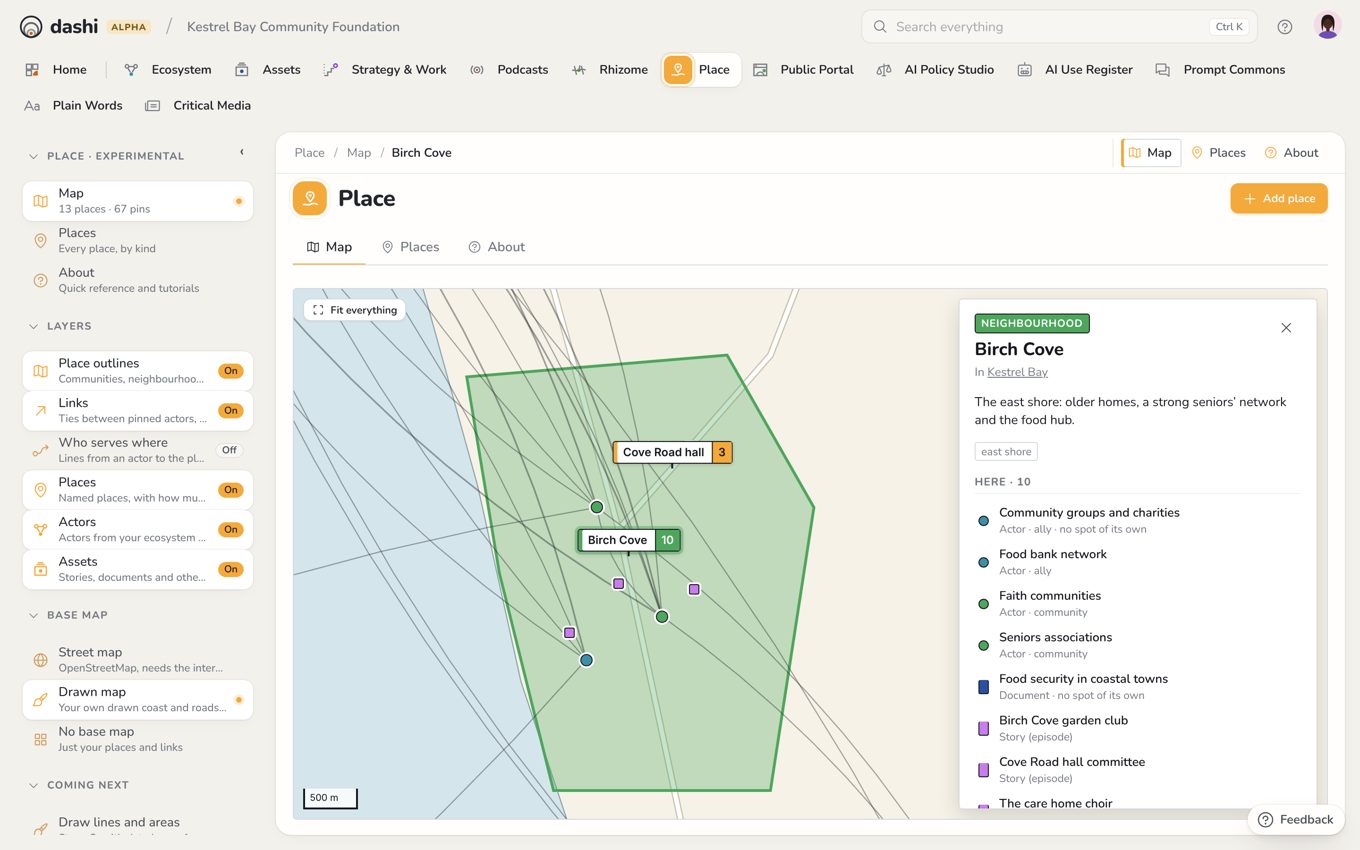 dashi ALPHA / Kestrel Bay Community Foundation
Search everything Ctrl K
Home Ecosystem Assets Strategy & Work Podcasts Rhizome Place Public Portal AI Policy Studio AI Use Register Prompt Commons
Plain Words Critical Media
PLACE · EXPERIMENTAL
Map
13 places · 67 pins
Places
Every place, by kind
About
Quick reference and tutorials
LAYERS
Place outlines
Communities, neighbourhoo...
On
Links
Ties between pinned actors, ...
On
Who serves where
Lines from an actor to the pl...
Off
Places
Named places, with how mu...
On
Actors
Actors from your ecosystem ...
On
Assets
Stories, documents and othe...
On
BASE MAP
Street map
OpenStreetMap, needs the inter...
Drawn map
Your own drawn coast and roads...
No base map
Just your places and links
COMING NEXT
Draw lines and areas
Place / Map / Birch Cove
Map Places About
Place
Add place
Map Places About
Fit everything
Cove Road hall 3
Birch Cove 10
500 m
NEIGHBOURHOOD
Birch Cove
In Kestrel Bay
The east shore: older homes, a strong seniors’ network
and the food hub.
east shore
HERE · 10
Community groups and charities
Actor · ally · no spot of its own
Food bank network
Actor · ally
Faith communities
Actor · community
Seniors associations
Actor · community
Food security in coastal towns
Document · no spot of its own
Birch Cove garden club
Story (episode)
Cove Road hall committee
Story (episode)
The care home choir
Feedback